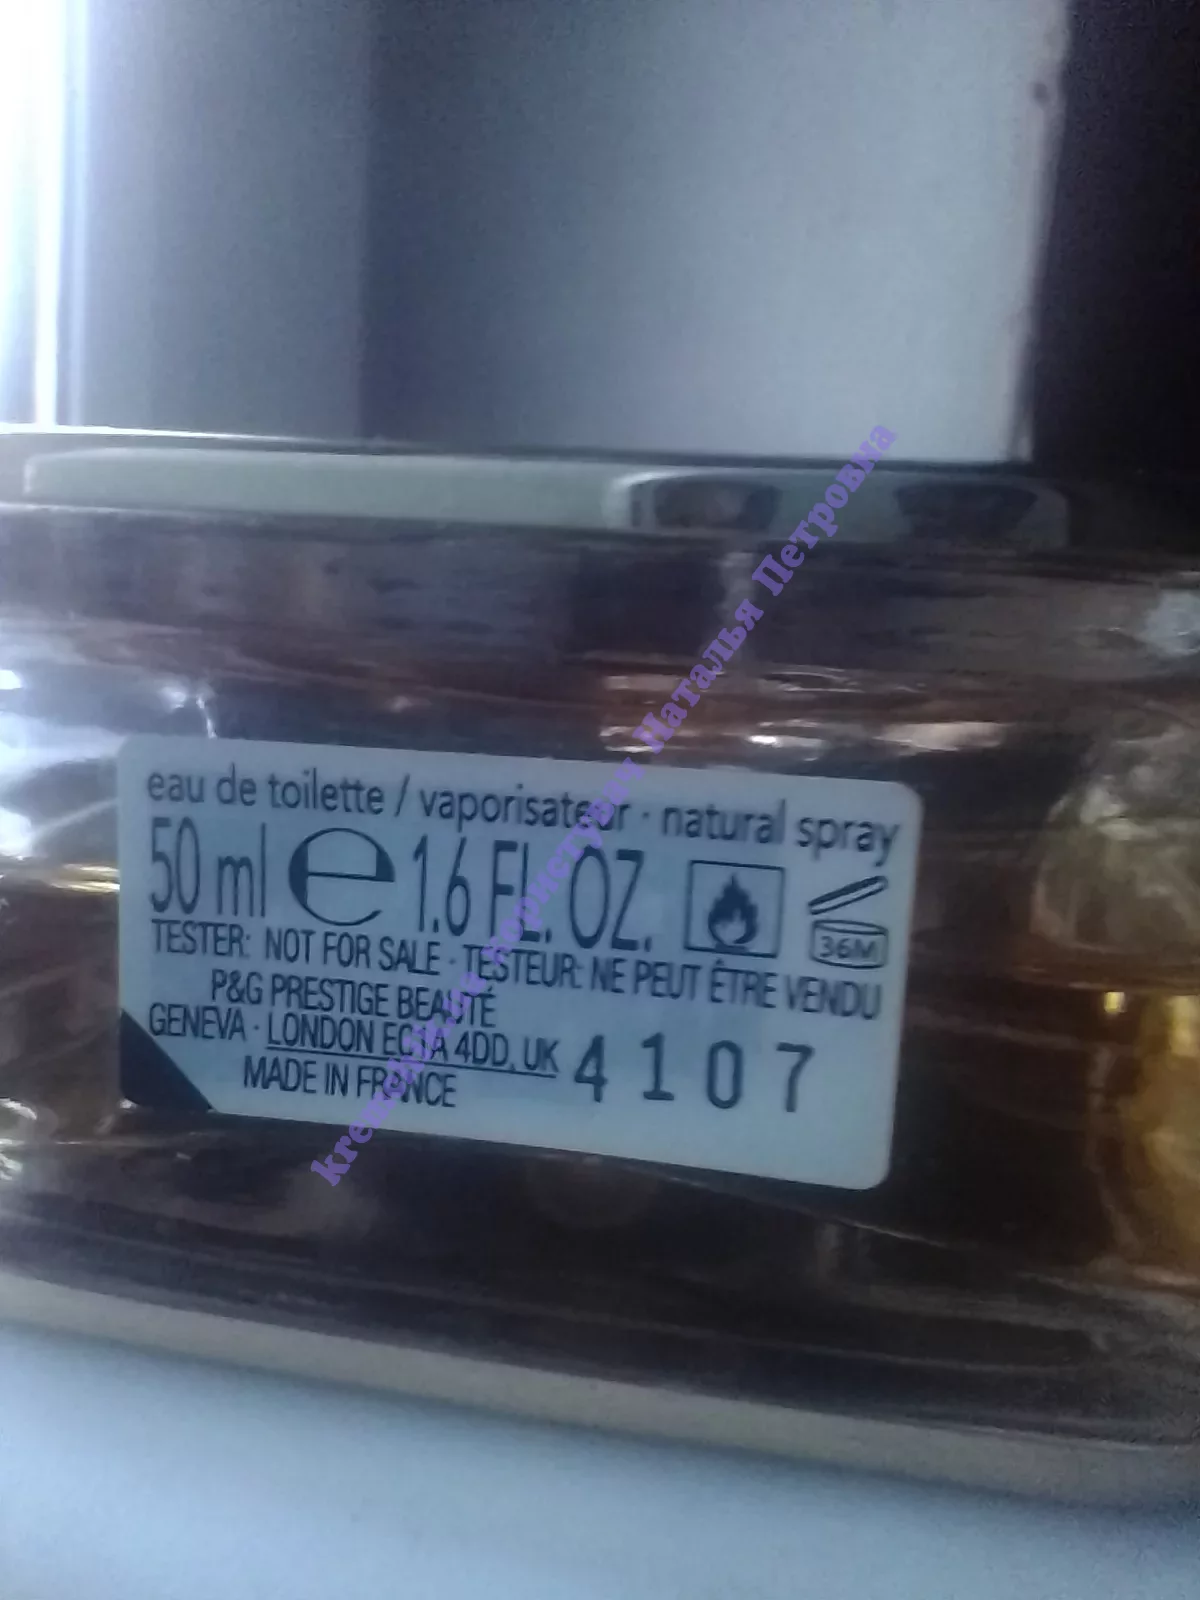 eau de toilette / vaporisateur · natural spray
50 ml ℮ 1.6 FL. OZ.
36M
TESTER: NOT FOR SALE · TESTEUR: NE PEUT ÊTRE VENDU
P&G PRESTIGE BEAUTÉ
GENEVA · LONDON EC1A 4DD, UK 4107
MADE IN FRANCE
користувач Наталья Петровна